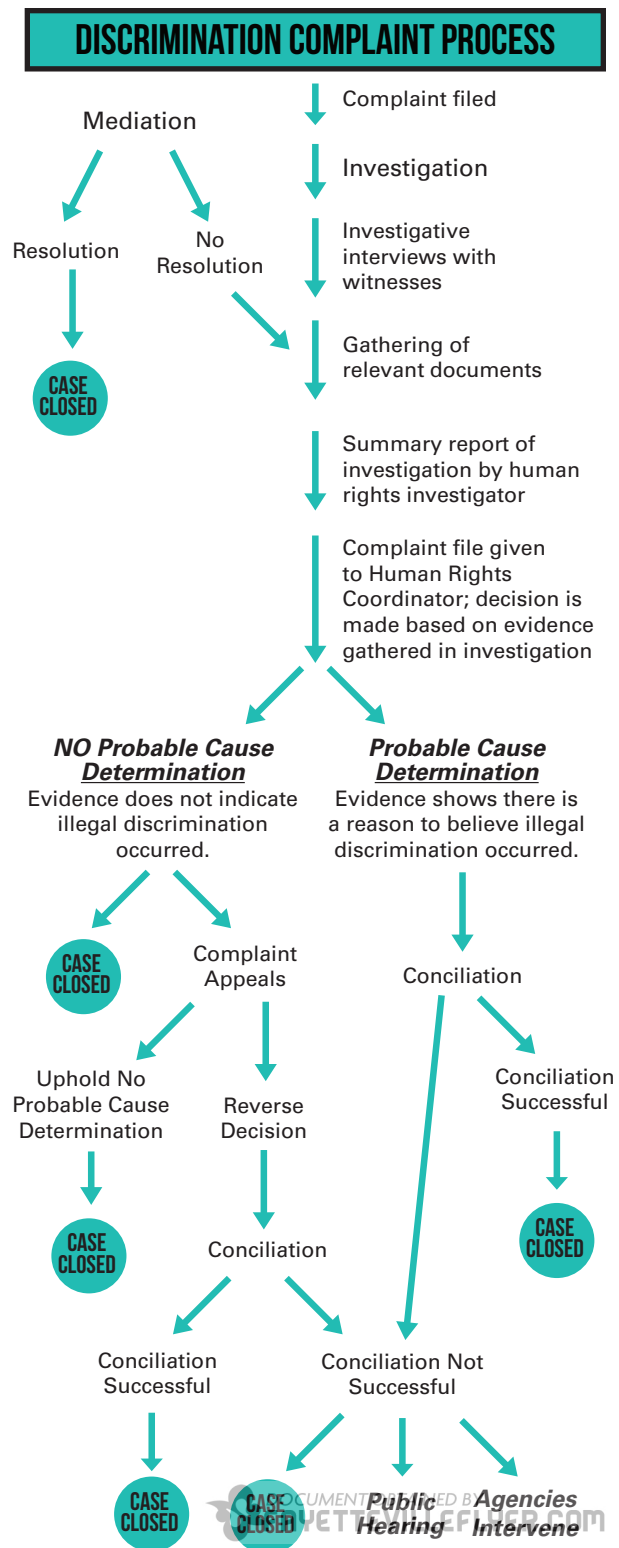 DISCRIMINATION COMPLAINT PROCESS
Complaint filed
Mediation
Investigation
Resolution
No
Resolution
Investigative
interviews with
witnesses
CASE
CLOSED
Gathering of
relevant documents
Summary report of
investigation by human
rights investigator
Complaint file given
to Human Rights
Coordinator; decision is
made based on evidence
gathered in investigation
NO Probable Cause
Determination
Evidence does not indicate
illegal discrimination
occurred.
Probable Cause
Determination
Evidence shows there is
a reason to believe illegal
discrimination occurred.
CASE
CLOSED
Complaint
Appeals
Conciliation
Uphold No
Probable Cause
Determination
Reverse
Decision
Conciliation
Successful
CASE
CLOSED
CASE
CLOSED
Conciliation
Conciliation
Successful
Conciliation Not
Successful
CASE
CLOSED
CASE
CLOSED
Public
Hearing
Agencies
Intervene